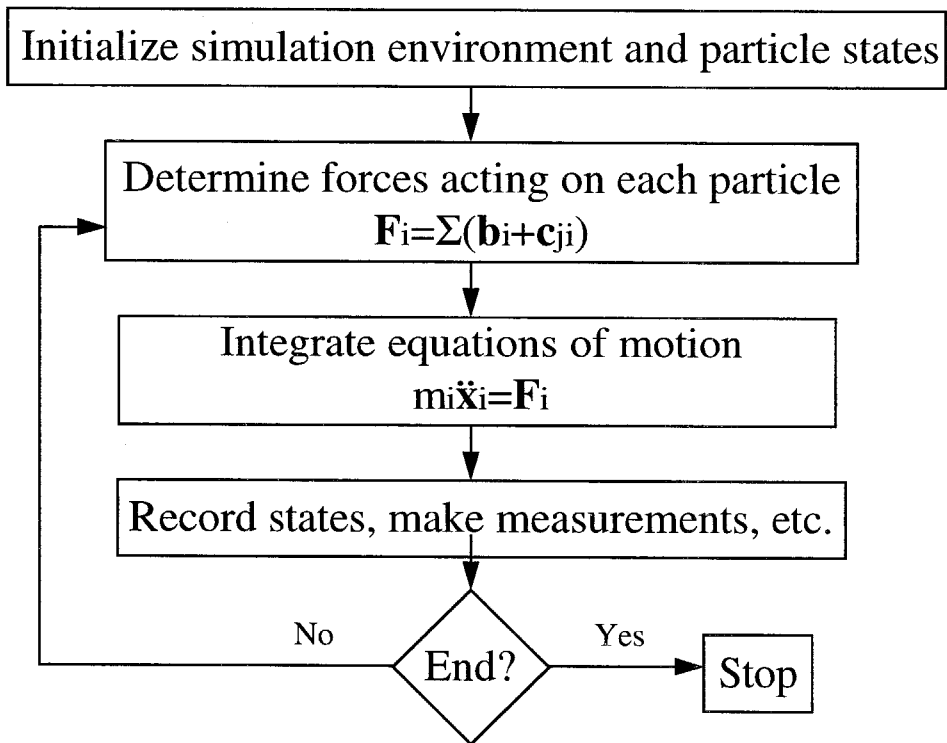 Initialize simulation environment and particle states
Determine forces acting on each particle
Fi=Σ(bi+cji)
Integrate equations of motion
miẍi=Fi
Record states, make measurements, etc.
No
Yes
End?
Stop